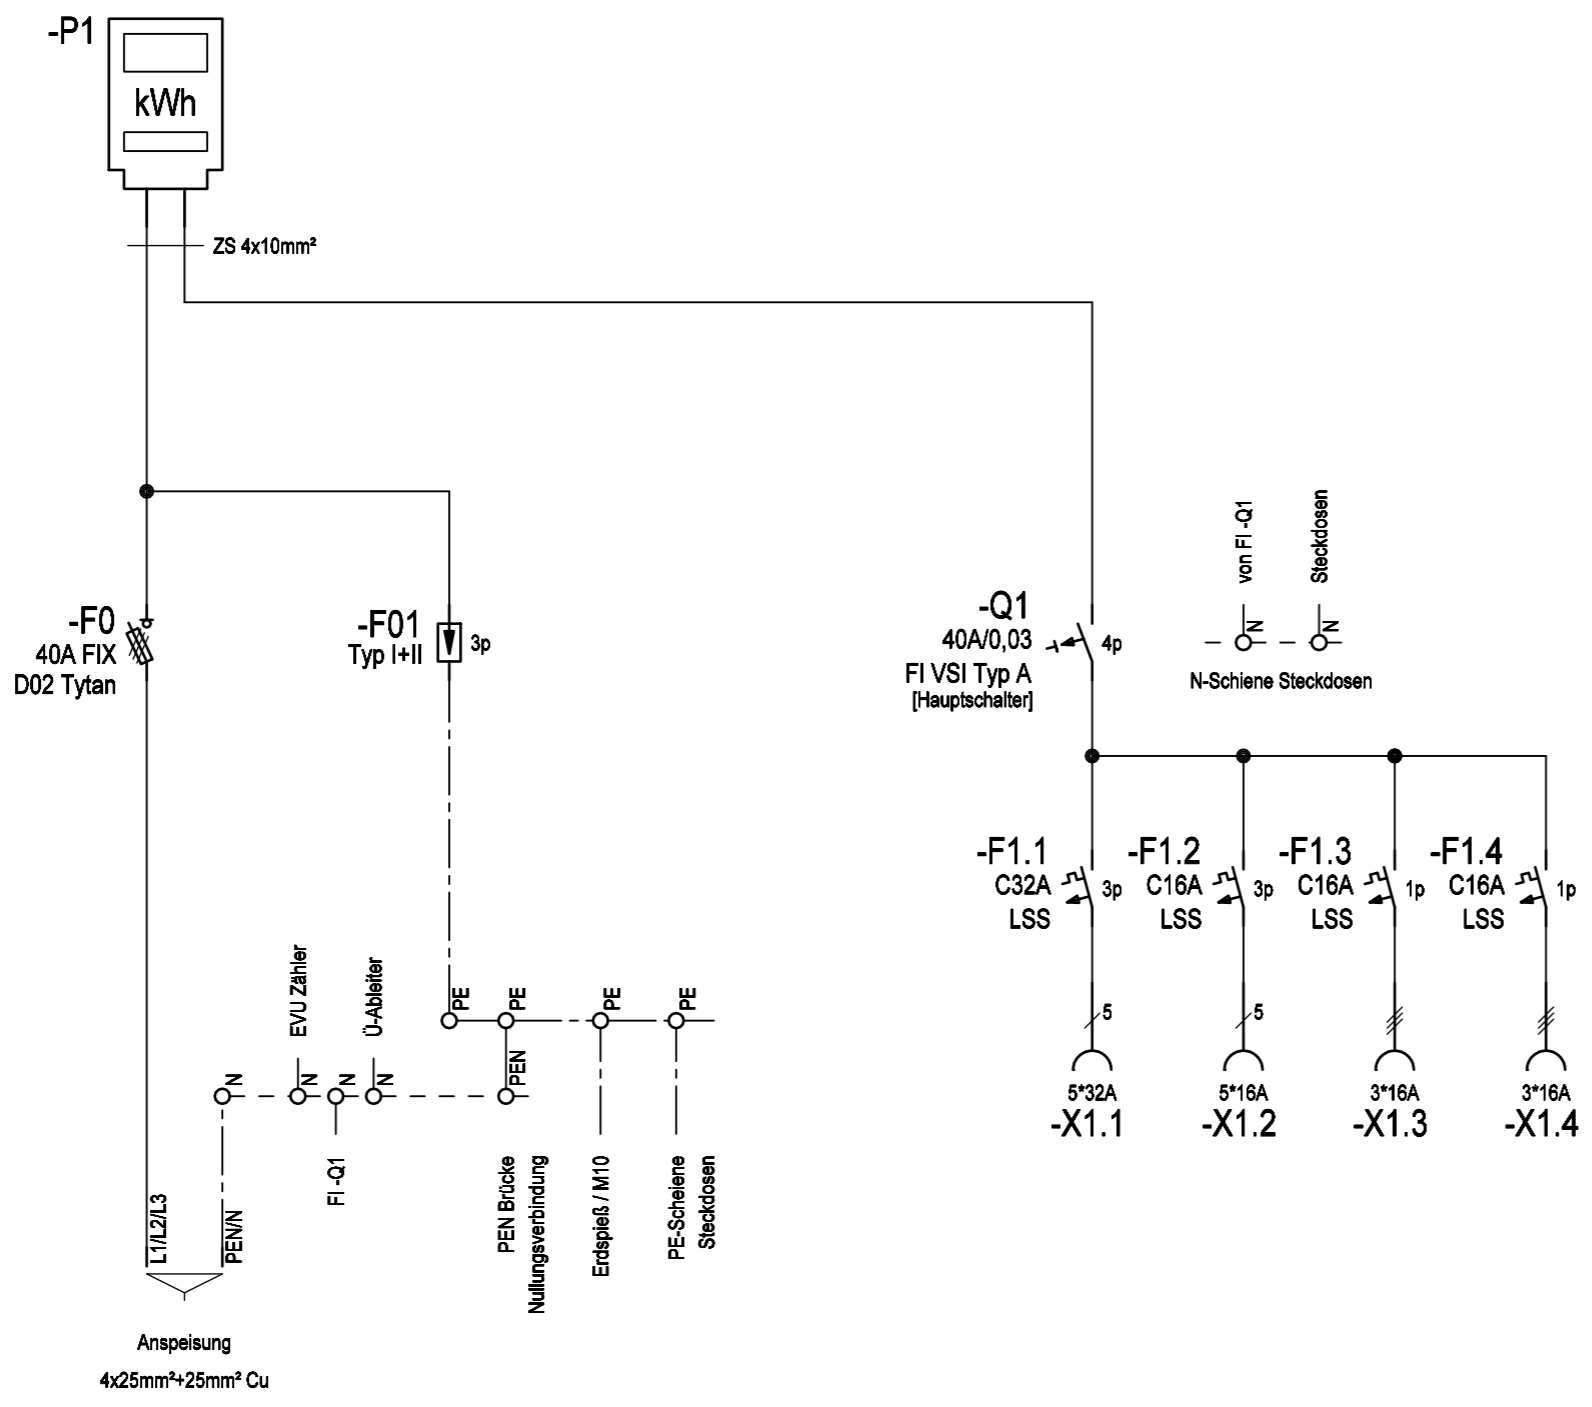 -P1
kWh
ZS 4x10mm²
-F0
40A FIX
D02 Tytan
-F01
Typ I+II
3p
-Q1
40A/0,03
FI VSI Typ A
[Hauptschalter]
4p
von FI -Q1
Steckdosen
N
N
N-Schiene Steckdosen
-F1.1
C32A
LSS
3p
-F1.2
C16A
LSS
3p
-F1.3
C16A
LSS
1p
-F1.4
C16A
LSS
1p
5
5
5*32A
-X1.1
5*16A
-X1.2
3*16A
-X1.3
3*16A
-X1.4
EVU Zähler
Ü-Ableiter
PE
PE
PE
PE
N
N
N
N
PEN
FI -Q1
PEN Brücke
Nullungsverbindung
Erdspieß / M10
PE-Scheiene
Steckdosen
L1/L2/L3
PEN/N
Anspeisung
4x25mm²+25mm² Cu